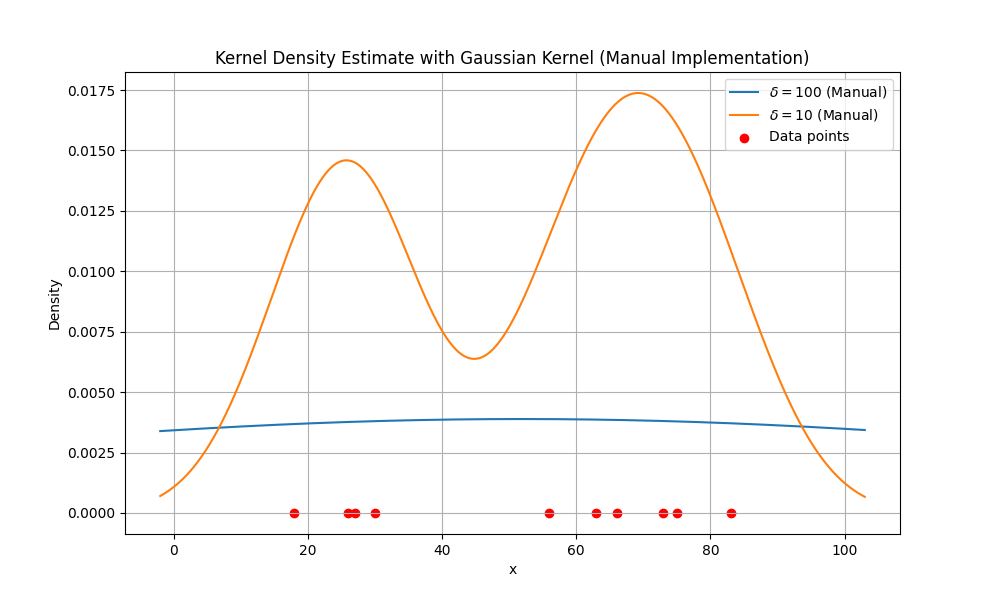 Kernel Density Estimate with Gaussian Kernel (Manual Implementation)
δ = 100 (Manual)
δ = 10 (Manual)
Data points
Density
0.0175
0.0150
0.0125
0.0100
0.0075
0.0050
0.0025
0.0000
0 20 40 60 80 100
x